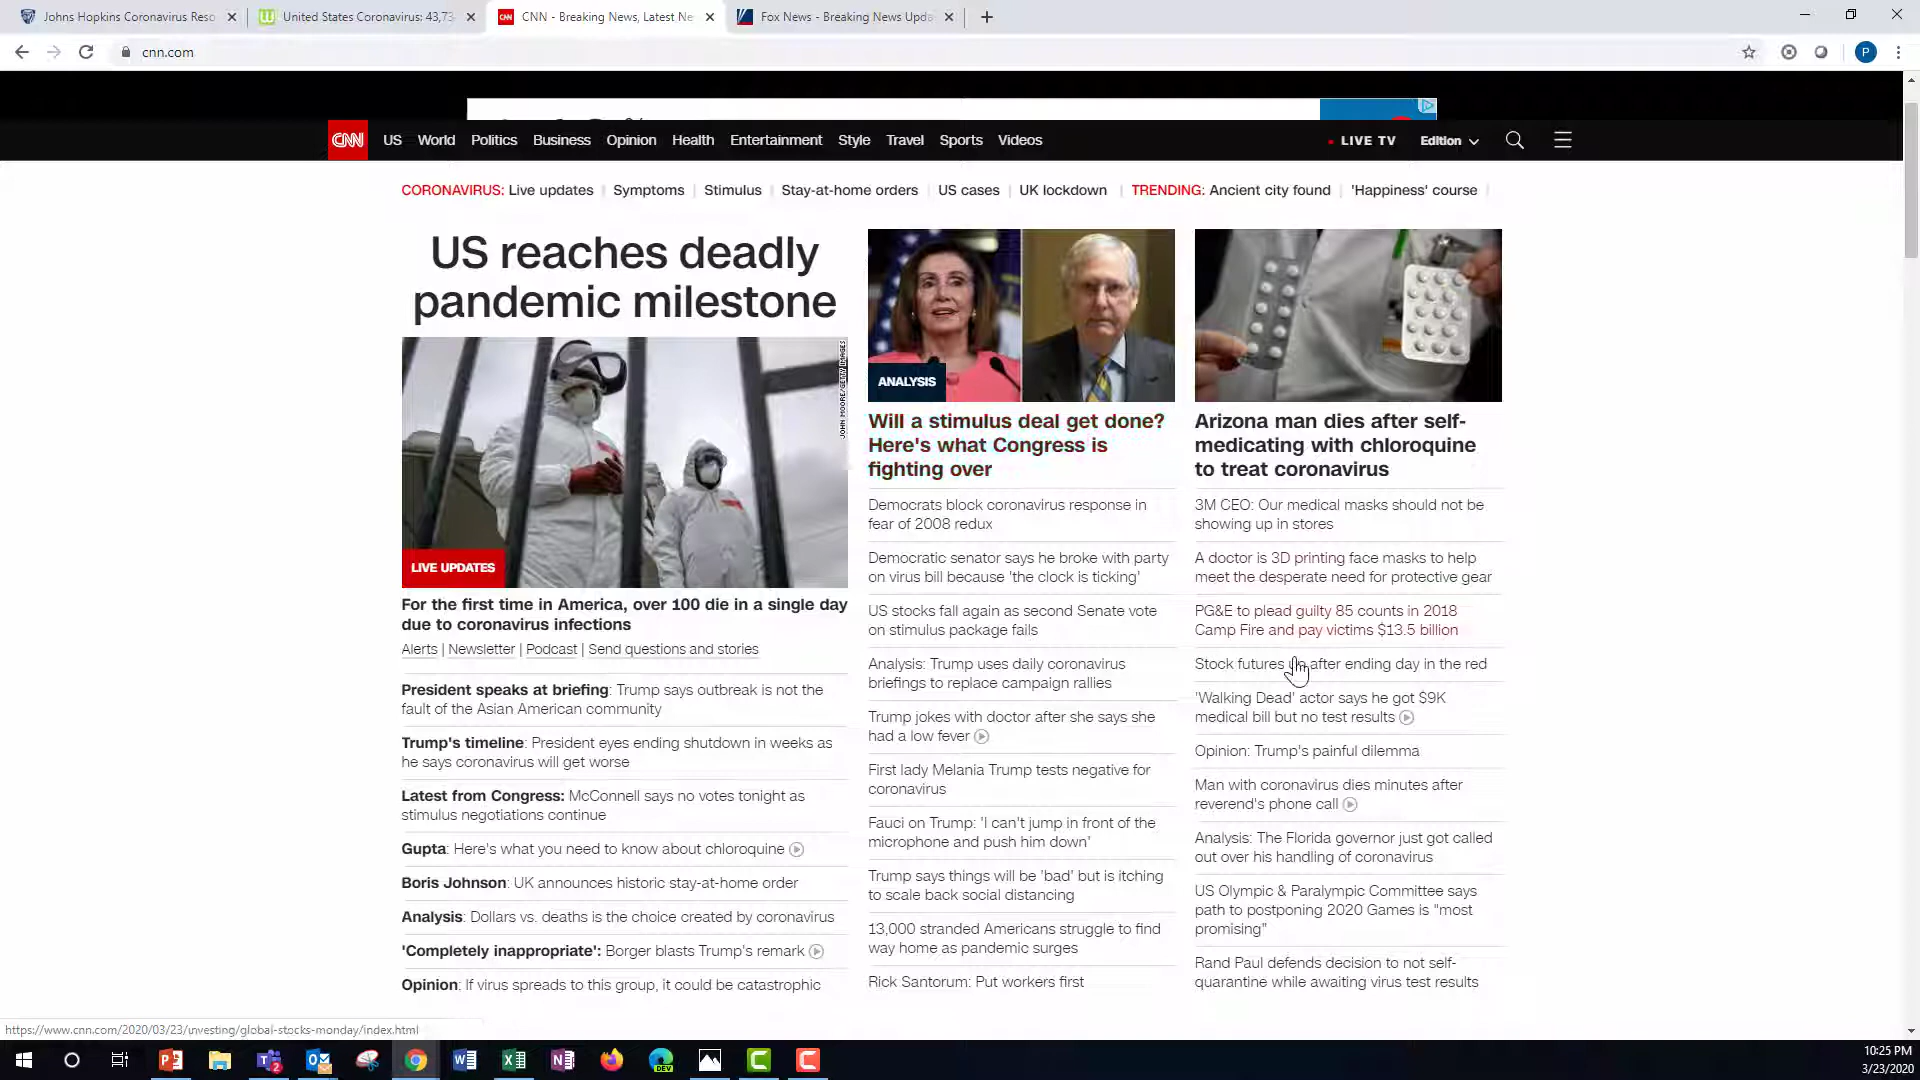 Johns Hopkins Coronavirus Reso
United States Coronavirus: 43,73
CNN - Breaking News, Latest Ne
Fox News - Breaking News Upda
cnn.com
P
CNN
US
World
Politics
Business
Opinion
Health
Entertainment
Style
Travel
Sports
Videos
LIVE TV
Edition
CORONAVIRUS: Live updates
Symptoms
Stimulus
Stay-at-home orders
US cases
UK lockdown
TRENDING: Ancient city found
'Happiness' course
US reaches deadly
pandemic milestone
JOHN MOORE/GETTY IMAGES
LIVE UPDATES
For the first time in America, over 100 die in a single day
due to coronavirus infections
Alerts | Newsletter | Podcast | Send questions and stories
President speaks at briefing: Trump says outbreak is not the
fault of the Asian American community
Trump's timeline: President eyes ending shutdown in weeks as
he says coronavirus will get worse
Latest from Congress: McConnell says no votes tonight as
stimulus negotiations continue
Gupta: Here's what you need to know about chloroquine
Boris Johnson: UK announces historic stay-at-home order
Analysis: Dollars vs. deaths is the choice created by coronavirus
'Completely inappropriate': Borger blasts Trump's remark
Opinion: If virus spreads to this group, it could be catastrophic
ANALYSIS
Will a stimulus deal get done?
Here's what Congress is
fighting over
Democrats block coronavirus response in
fear of 2008 redux
Democratic senator says he broke with party
on virus bill because 'the clock is ticking'
US stocks fall again as second Senate vote
on stimulus package fails
Analysis: Trump uses daily coronavirus
briefings to replace campaign rallies
Trump jokes with doctor after she says she
had a low fever
First lady Melania Trump tests negative for
coronavirus
Fauci on Trump: 'I can't jump in front of the
microphone and push him down'
Trump says things will be 'bad' but is itching
to scale back social distancing
13,000 stranded Americans struggle to find
way home as pandemic surges
Rick Santorum: Put workers first
Arizona man dies after self-
medicating with chloroquine
to treat coronavirus
3M CEO: Our medical masks should not be
showing up in stores
A doctor is 3D printing face masks to help
meet the desperate need for protective gear
PG&E to plead guilty 85 counts in 2018
Camp Fire and pay victims $13.5 billion
Stock futures up after ending day in the red
'Walking Dead' actor says he got $9K
medical bill but no test results
Opinion: Trump's painful dilemma
Man with coronavirus dies minutes after
reverend's phone call
Analysis: The Florida governor just got called
out over his handling of coronavirus
US Olympic & Paralympic Committee says
path to postponing 2020 Games is "most
promising"
Rand Paul defends decision to not self-
quarantine while awaiting virus test results
https://www.cnn.com/2020/03/23/investing/global-stocks-monday/index.html
10:25 PM
3/23/2020